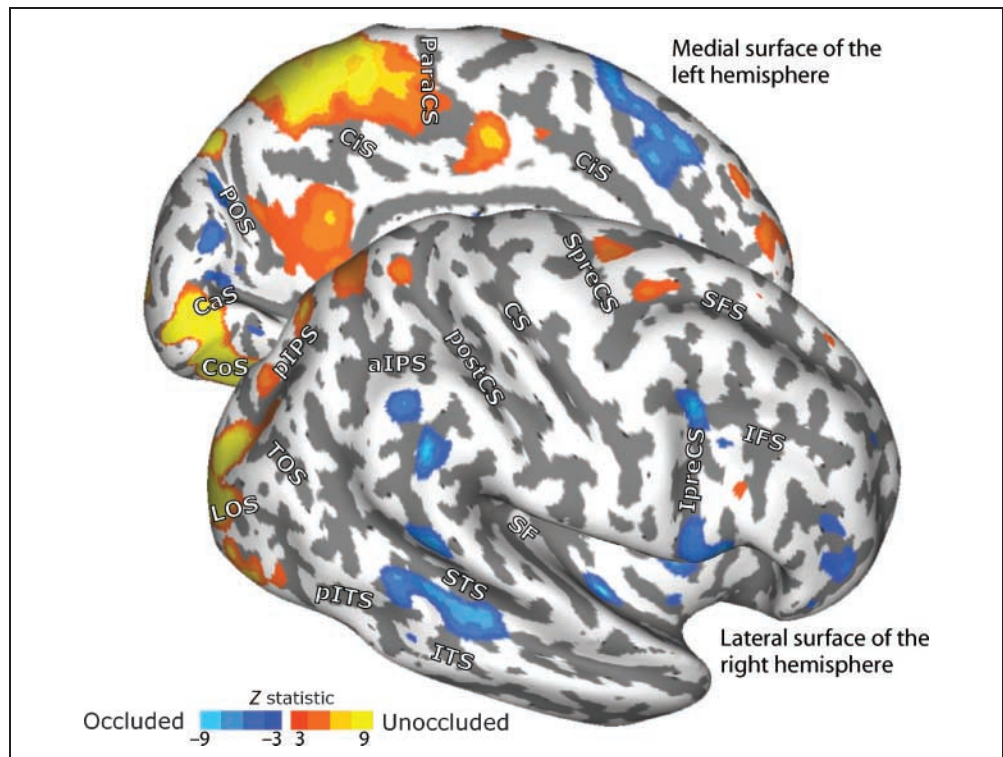 Medial surface of the
left hemisphere
ParaCS
CiS
CiS
POS
CaS
CoS
pIPS
aIPS
postCS
CS
SpreCS
SFS
TOS
LOS
IpreCS
IFS
SF
STS
pITS
ITS
Lateral surface of the
right hemisphere
Z statistic
Occluded Unoccluded
−9 −3 3 9